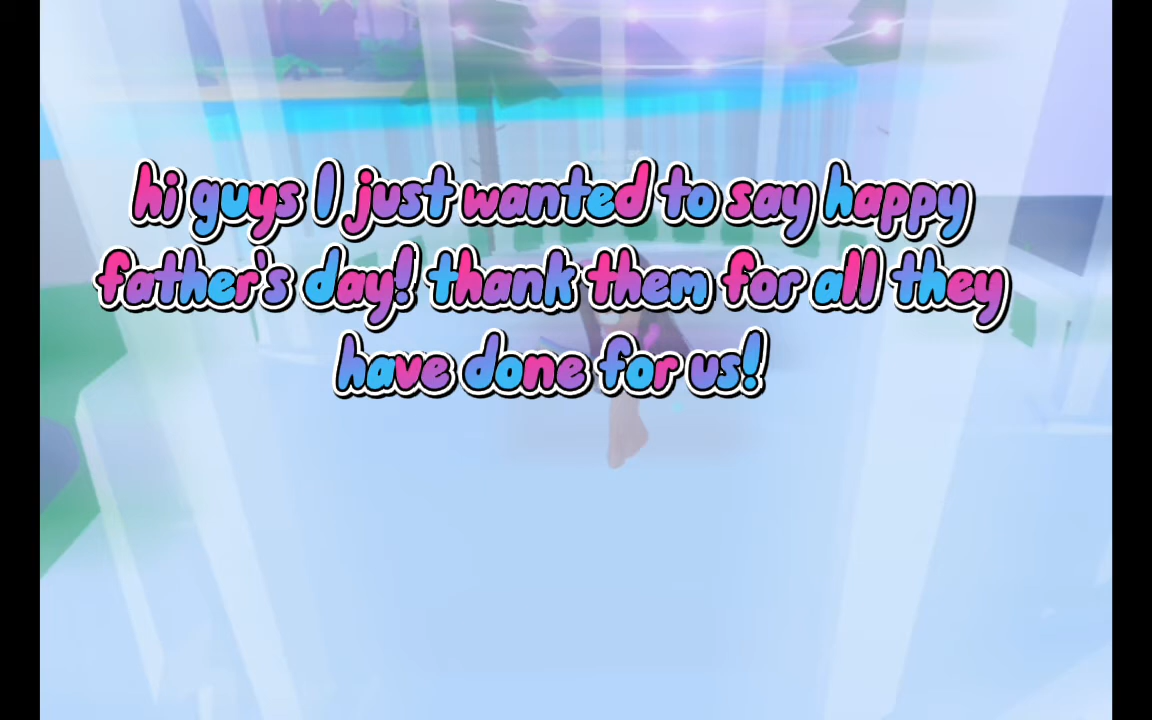 hi guys I just wanted to say happy
father's day! thank them for all they
have done for us!